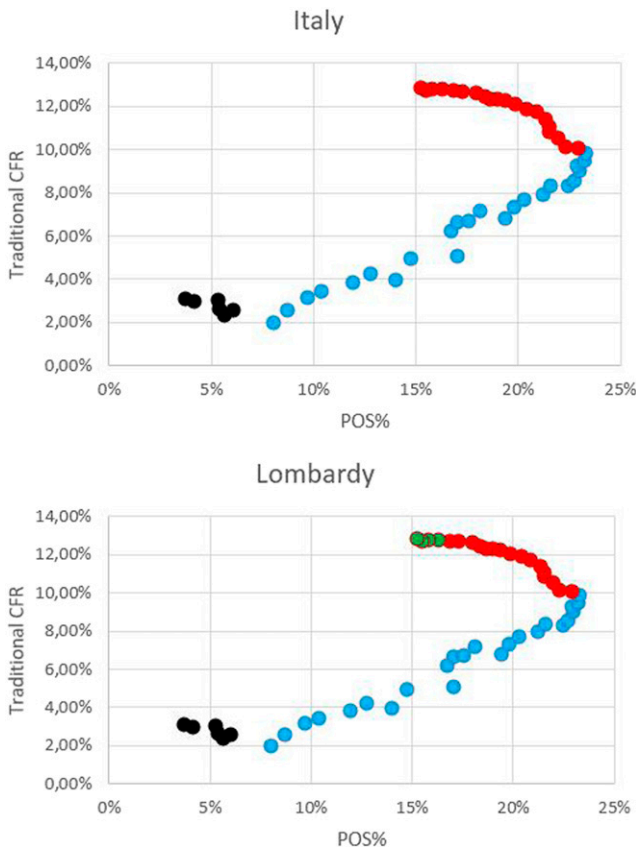 Italy
14,00%
12,00%
10,00%
8,00%
6,00%
4,00%
2,00%
0,00%
Traditional CFR
0% 5% 10% 15% 20% 25%
POS%
Lombardy
14,00%
12,00%
10,00%
8,00%
6,00%
4,00%
2,00%
0,00%
Traditional CFR
0% 5% 10% 15% 20% 25%
POS%